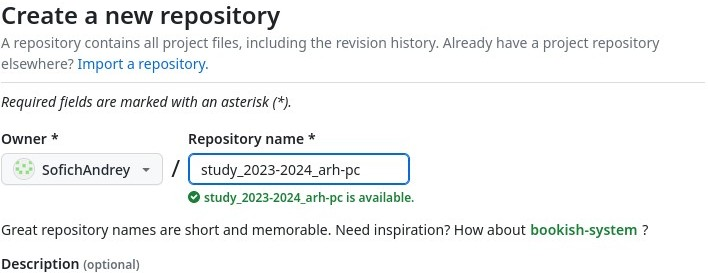 Create a new repository
A repository contains all project files, including the revision history. Already have a project repository
elsewhere? Import a repository.
Required fields are marked with an asterisk (*).
Owner * Repository name *
SofichAndrey / study_2023-2024_arh-pc
study_2023-2024_arh-pc is available.
Great repository names are short and memorable. Need inspiration? How about bookish-system ?
Description (optional)